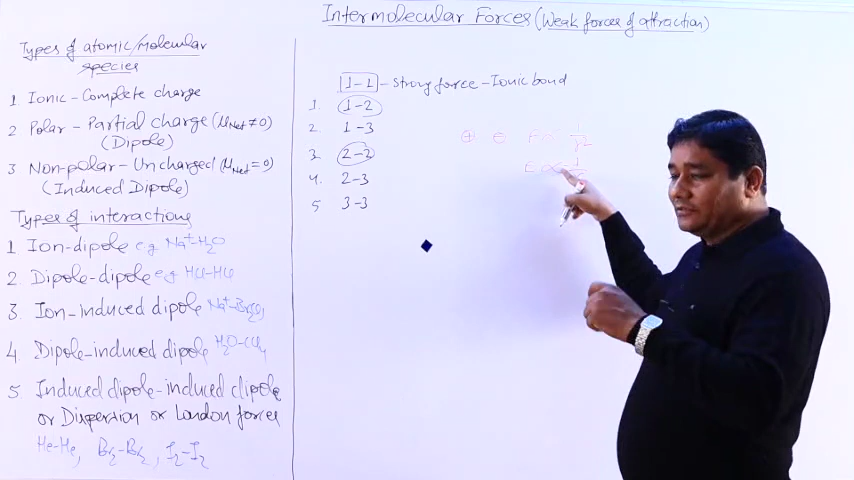 Intermolecular Forces (Weak forces of attraction)
Types of atomic/molecular
species
1 Ionic - Complete charge
2 Polar - Partial charge (μNet ≠ 0)
(Dipole)
3 Non-polar - Uncharged (μNet = 0)
(Induced Dipole)
Types of interactions
1 Ion-dipole e.g Na⁺-H₂O
2. Dipole-dipole e.g HCl-HCl
3. Ion-induced dipole Na⁺-
4. Dipole-induced dipole H₂O-CCl₄
5 Induced dipole-induced dipole
or Dispersion or London forces
He-He, Br₂-Br₂, I₂-I₂
1-1 - Strong force - Ionic bond
1. 1-2
2. 1-3
3. 2-2
4. 2-3
5 3-3
⊕ ⊖ F ∝ 1/r²
E ∝